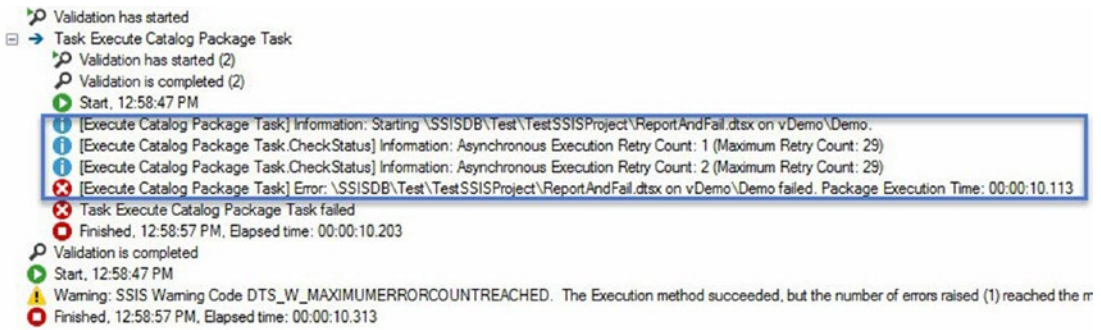 Validation has started
Task Execute Catalog Package Task
Validation has started (2)
Validation is completed (2)
Start, 12:58:47 PM
[Execute Catalog Package Task] Information: Starting \SSISDB\Test\TestSSISProject\ReportAndFail.dtsx on vDemo\Demo.
[Execute Catalog Package Task.CheckStatus] Information: Asynchronous Execution Retry Count: 1 (Maximum Retry Count: 29)
[Execute Catalog Package Task.CheckStatus] Information: Asynchronous Execution Retry Count: 2 (Maximum Retry Count: 29)
[Execute Catalog Package Task] Error: \SSISDB\Test\TestSSISProject\ReportAndFail.dtsx on vDemo\Demo failed. Package Execution Time: 00:00:10.113
Task Execute Catalog Package Task failed
Finished, 12:58:57 PM, Elapsed time: 00:00:10.203
Validation is completed
Start, 12:58:47 PM
Warning: SSIS Warning Code DTS_W_MAXIMUMERRORCOUNTREACHED. The Execution method succeeded, but the number of errors raised (1) reached the m
Finished, 12:58:57 PM, Elapsed time: 00:00:10.313